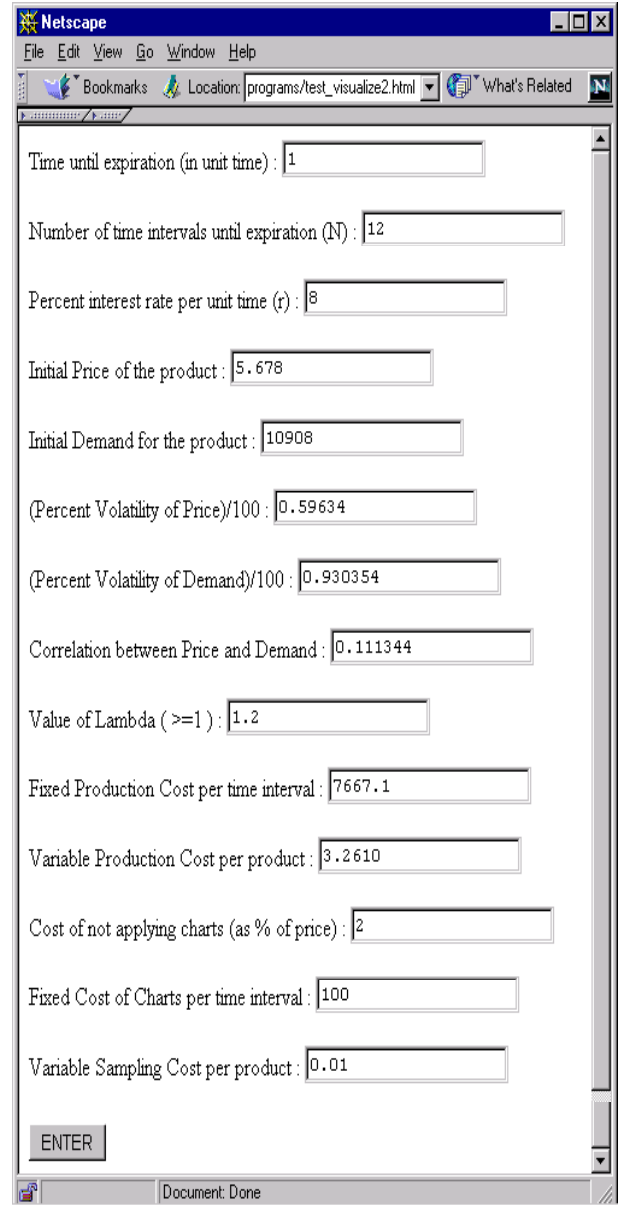 Netscape
File Edit View Go Window Help
Bookmarks Location: programs/test_visualize2.html What's Related N
Time until expiration (in unit time) : 1
Number of time intervals until expiration (N) : 12
Percent interest rate per unit time (r) : 8
Initial Price of the product : 5.678
Initial Demand for the product : 10908
(Percent Volatility of Price)/100 : 0.59634
(Percent Volatility of Demand)/100 : 0.930354
Correlation between Price and Demand : 0.111344
Value of Lambda ( >=1 ) : 1.2
Fixed Production Cost per time interval : 7667.1
Variable Production Cost per product : 3.2610
Cost of not applying charts (as % of price) : 2
Fixed Cost of Charts per time interval : 100
Variable Sampling Cost per product : 0.01
ENTER
Document: Done